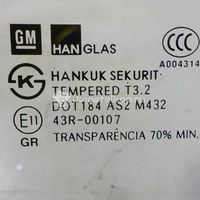 GM HANGLAS CCC
A004314
KS HANKUK SEKURIT
TEMPERED T3.2
DOT184 AS2 M432
E11 43R-00107
GR TRANSPARÊNCIA 70% MIN.